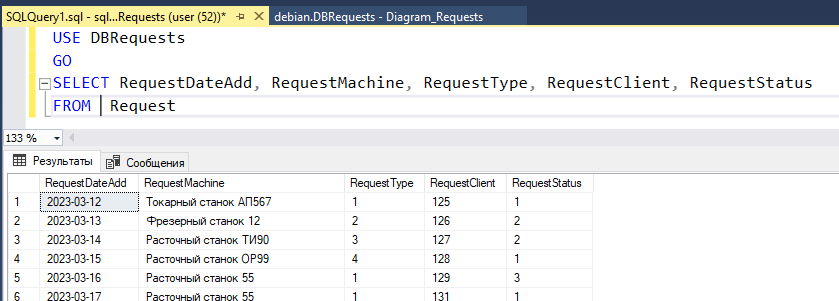 SQLQuery1.sql - sql...Requests (user (52))* debian.DBRequests - Diagram_Requests
USE DBRequests
GO
SELECT RequestDateAdd, RequestMachine, RequestType, RequestClient, RequestStatus
FROM Request
133 %
Результаты Сообщения
RequestDateAdd RequestMachine RequestType RequestClient RequestStatus
1 2023-03-12 Токарный станок АП567 1 125 1
2 2023-03-13 Фрезерный станок 12 2 126 2
3 2023-03-14 Расточный станок ТИ90 3 127 2
4 2023-03-15 Расточный станок ОР99 4 128 1
5 2023-03-16 Расточный станок 55 1 129 3
6 2023-03-17 Расточный станок 55 1 131 1